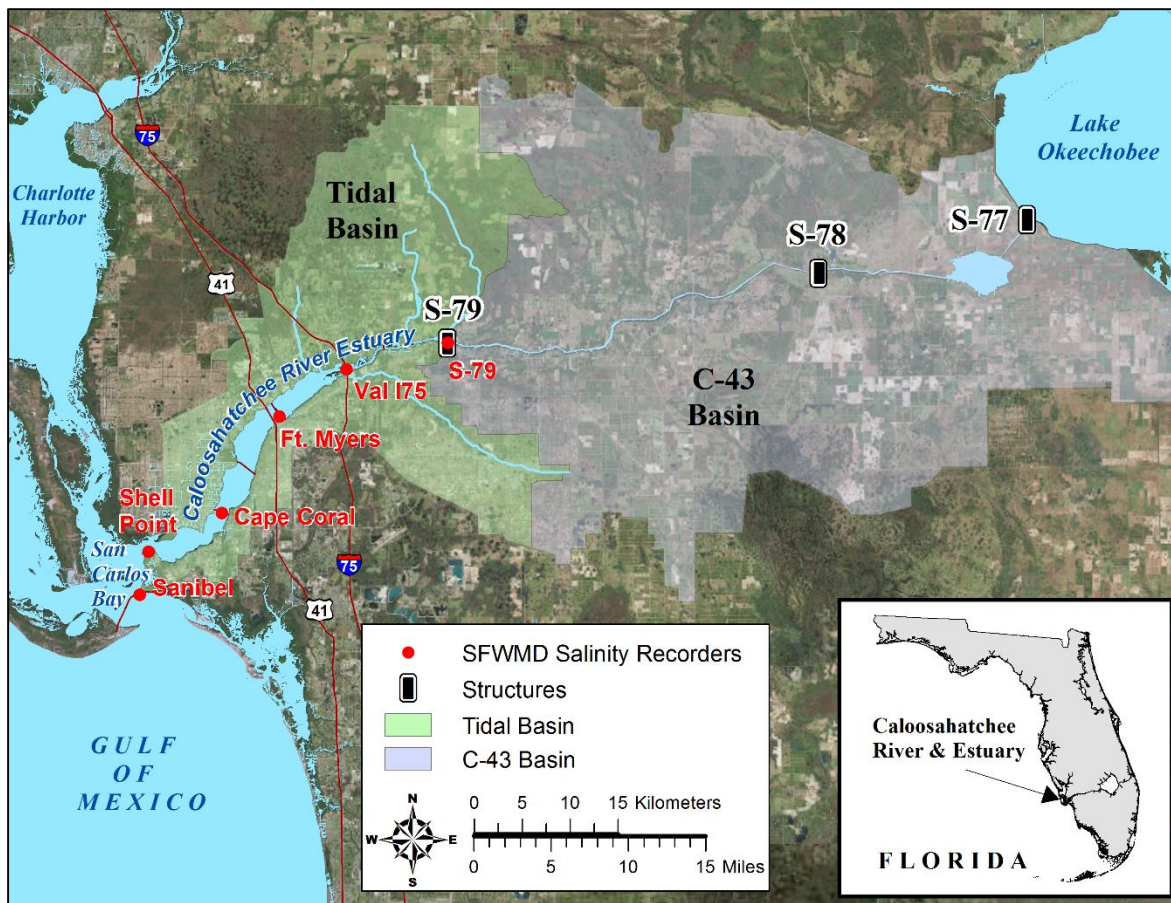 75
Charlotte
Harbor
Tidal
Basin
Lake
Okeechobee
S-77
S-78
41
S-79
S-79
Caloosahatchee River Estuary
Val I75
C-43
Basin
Ft. Myers
Shell
Point
Cape Coral
San
Carlos
Bay
Sanibel
75
41
GULF
OF
MEXICO
SFWMD Salinity Recorders
Structures
Tidal Basin
C-43 Basin
N
W E
S
0 5 10 15 Kilometers
0 5 10 15 Miles
Caloosahatchee
River & Estuary
FLORIDA